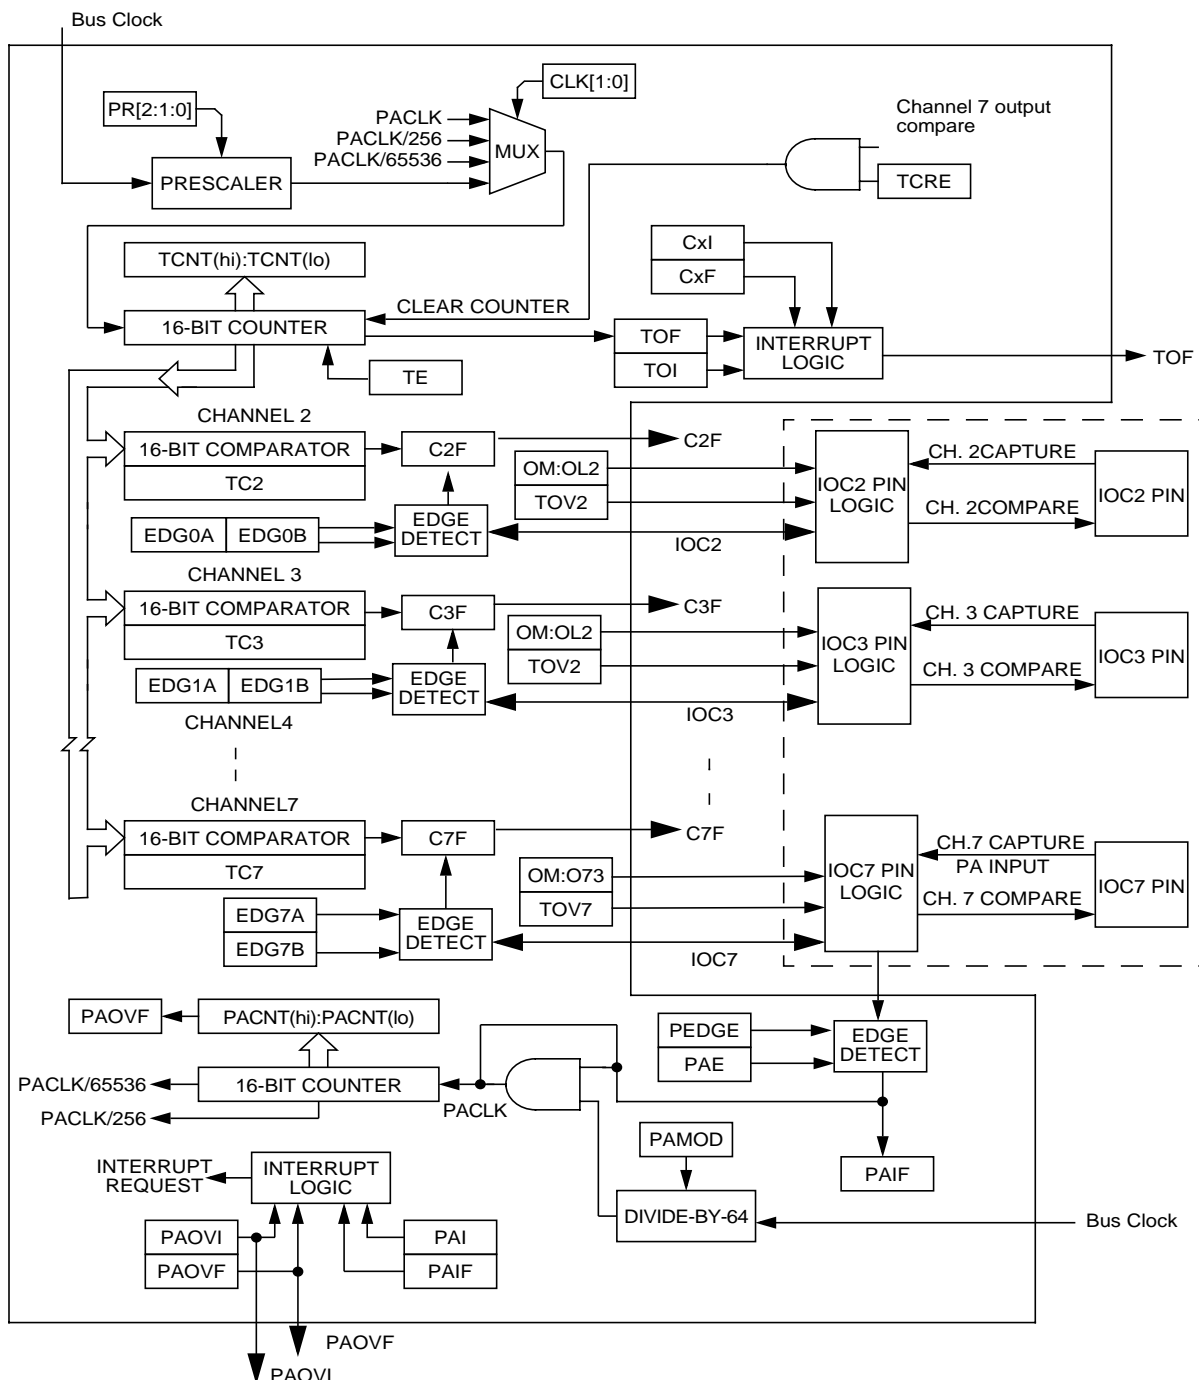 Bus Clock
CLK[1:0]
PR[2:1:0]
PACLK
PACLK/256
PACLK/65536
MUX
Channel 7 output
compare
PRESCALER
TCRE
TCNT(hi):TCNT(lo)
CxI
CxF
CLEAR COUNTER
16-BIT COUNTER
TOF
TOI
INTERRUPT
LOGIC
TOF
TE
CHANNEL 2
16-BIT COMPARATOR
TC2
C2F
C2F
OM:OL2
TOV2
IOC2 PIN
LOGIC
CH. 2CAPTURE
CH. 2COMPARE
IOC2 PIN
EDG0A
EDG0B
EDGE
DETECT
IOC2
CHANNEL 3
16-BIT COMPARATOR
TC3
C3F
C3F
OM:OL2
TOV2
IOC3 PIN
LOGIC
CH. 3 CAPTURE
CH. 3 COMPARE
IOC3 PIN
EDG1A
EDG1B
EDGE
DETECT
IOC3
CHANNEL4
CHANNEL7
16-BIT COMPARATOR
TC7
C7F
C7F
OM:O73
TOV7
IOC7 PIN
LOGIC
CH.7 CAPTURE
PA INPUT
CH. 7 COMPARE
IOC7 PIN
EDG7A
EDG7B
EDGE
DETECT
IOC7
PAOVF
PACNT(hi):PACNT(lo)
PEDGE
PAE
EDGE
DETECT
PACLK/65536
16-BIT COUNTER
PACLK
PACLK/256
PAMOD
PAIF
INTERRUPT
REQUEST
INTERRUPT
LOGIC
DIVIDE-BY-64
Bus Clock
PAOVI
PAOVF
PAI
PAIF
PAOVF
PAOVI